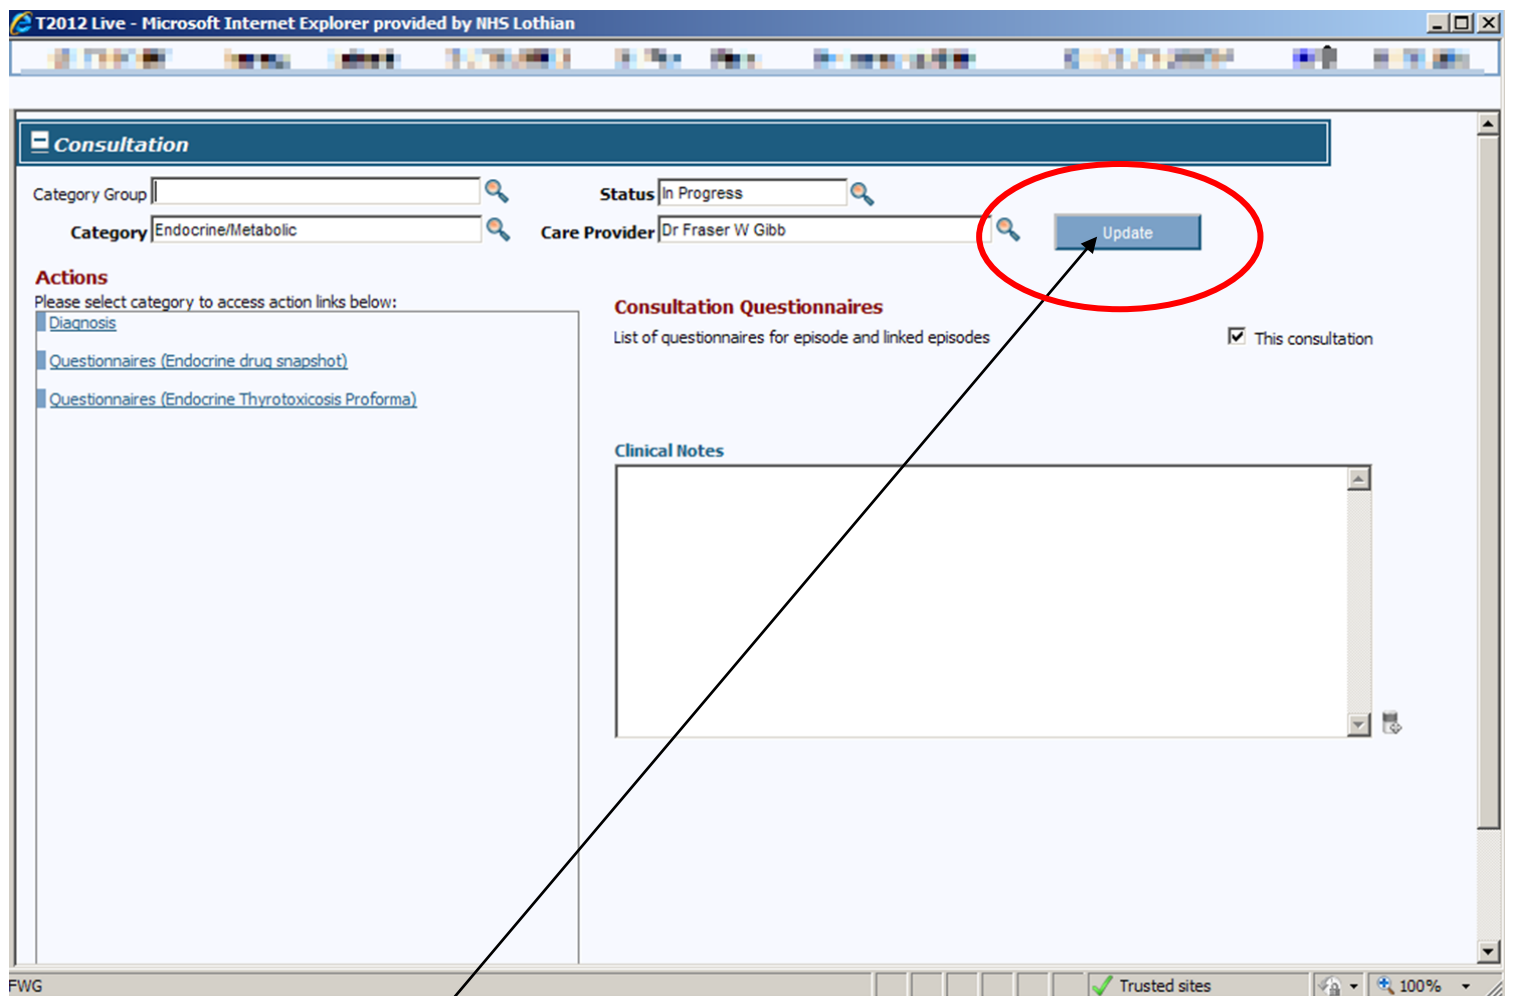 T2012 Live - Microsoft Internet Explorer provided by NHS Lothian
Consultation
Category Group
Status In Progress
Category Endocrine/Metabolic
Care Provider Dr Fraser W Gibb
Update
Actions
Please select category to access action links below:
Diagnosis
Questionnaires (Endocrine drug snapshot)
Questionnaires (Endocrine Thyrotoxicosis Proforma)
Consultation Questionnaires
List of questionnaires for episode and linked episodes
This consultation
Clinical Notes
FWG
Trusted sites
100%